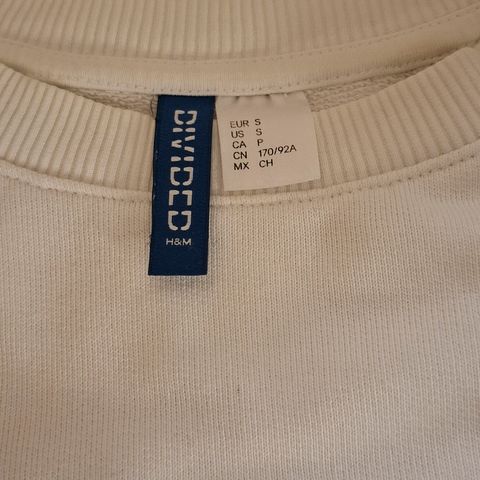 DIVIDED
H&M
EUR S
US S
CA P
CN 170/92A
MX CH